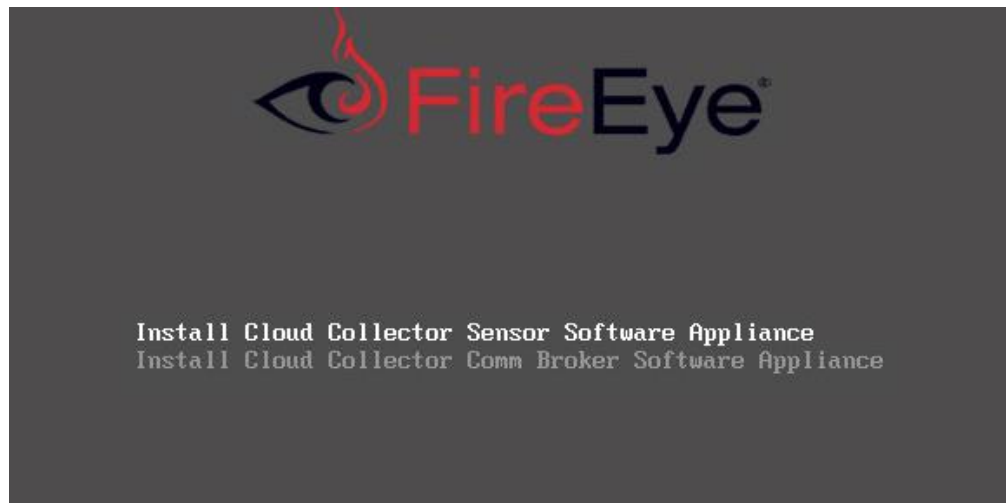 FireEye®
Install Cloud Collector Sensor Software Appliance
Install Cloud Collector Comm Broker Software Appliance